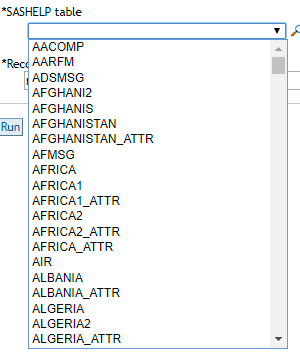 *SASHELP table
AACOMP
AARFM
*Reco
ADSMSG
AFGHANI2
AFGHANIS
AFGHANISTAN
Run
AFGHANISTAN_ATTR
AFMSG
AFRICA
AFRICA1
AFRICA1_ATTR
AFRICA2
AFRICA2_ATTR
AFRICA_ATTR
AIR
ALBANIA
ALBANIA_ATTR
ALGERIA
ALGERIA2
ALGERIA_ATTR